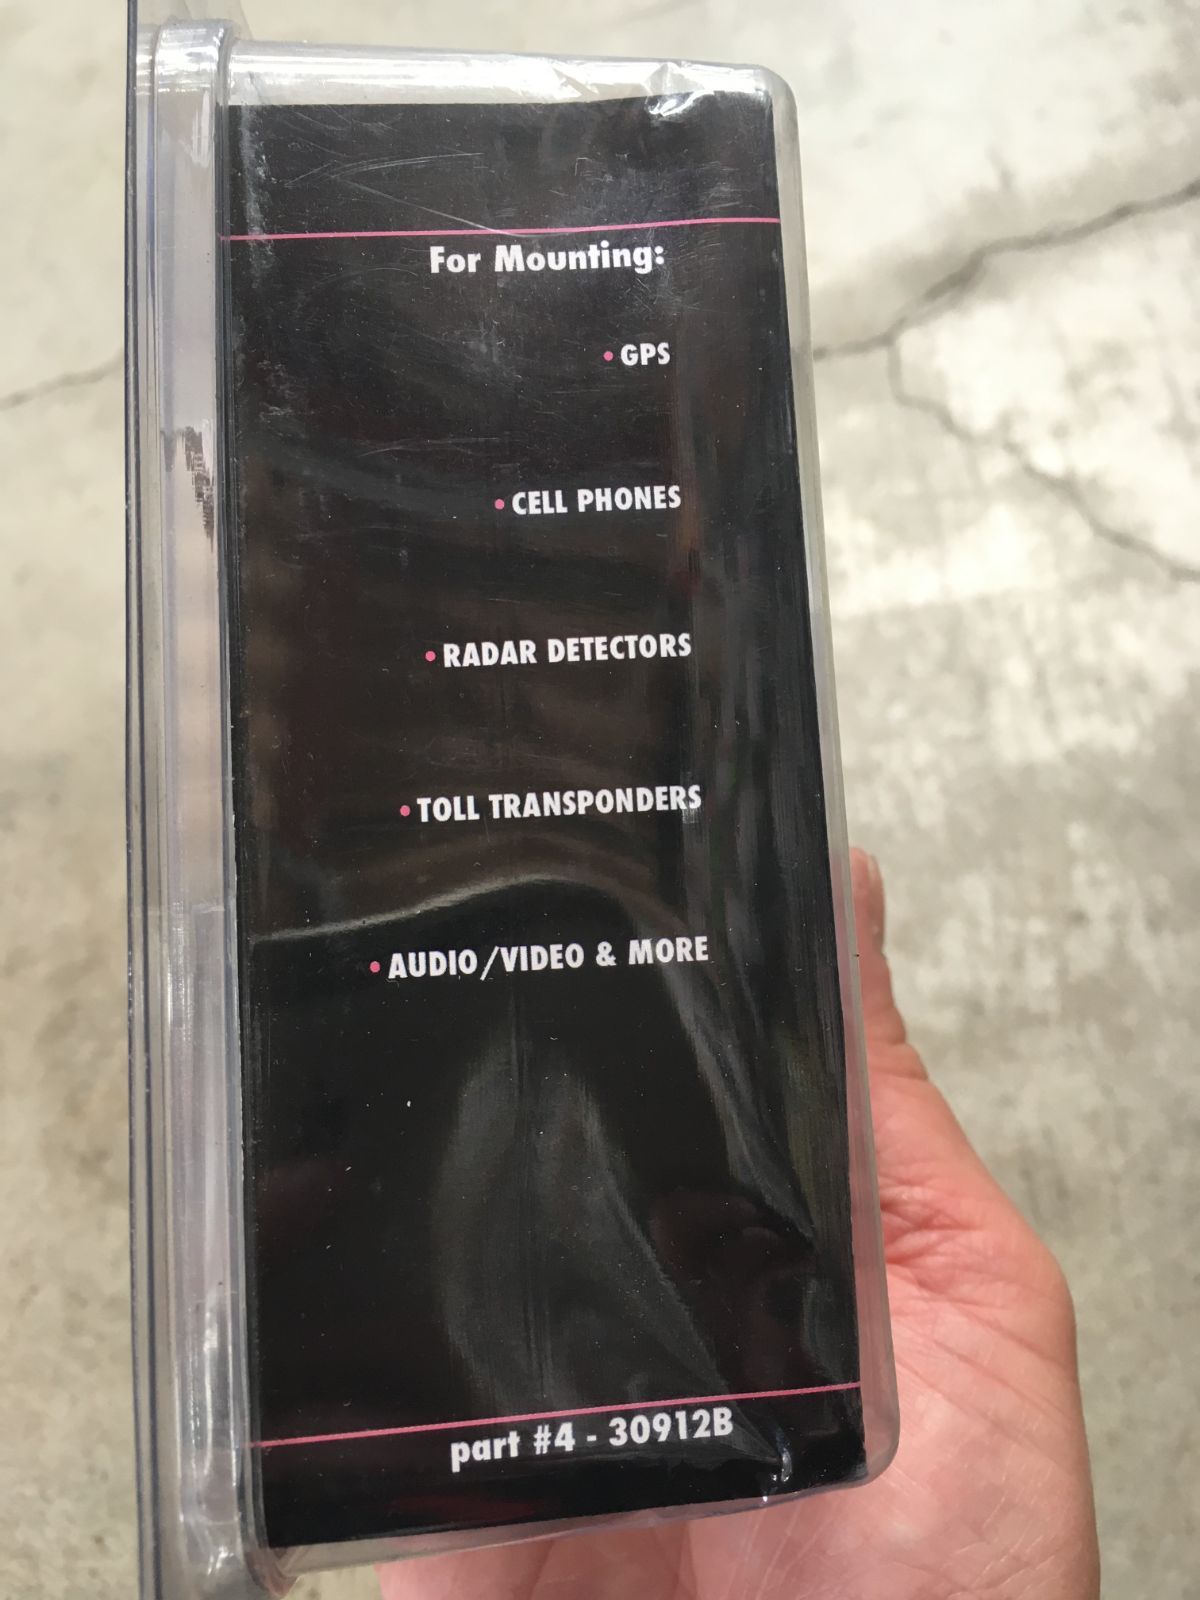 For Mounting:
• GPS
• CELL PHONES
• RADAR DETECTORS
• TOLL TRANSPONDERS
• AUDIO/VIDEO & MORE
part #4 - 30912B